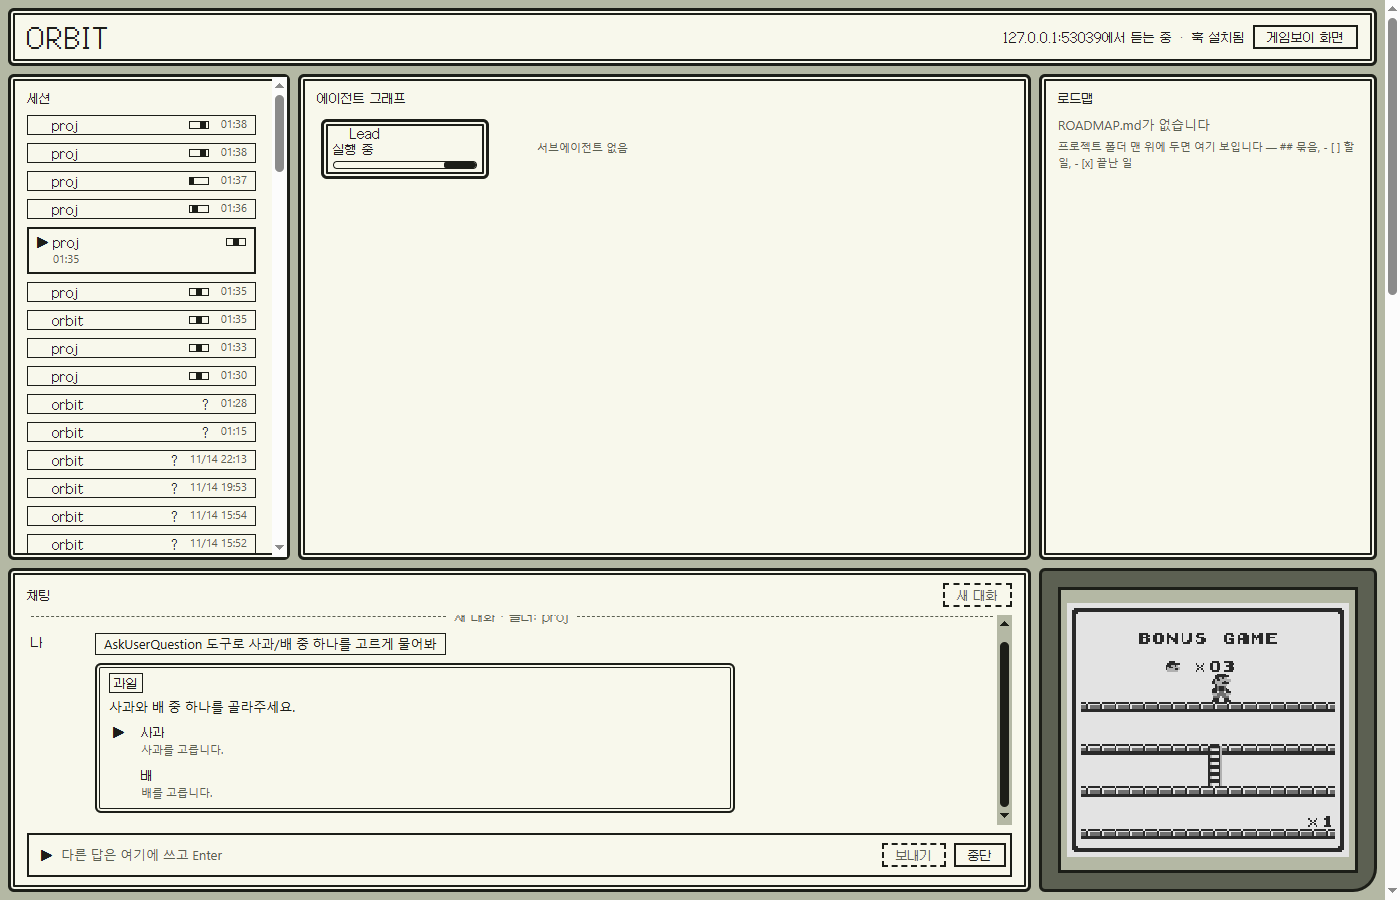 ORBIT
127.0.0.1:53039에서 듣는 중 · 훅 설치됨
게임보이 화면
세션
proj 01:38
proj 01:38
proj 01:37
proj 01:36
▶ proj
01:35
proj 01:35
orbit 01:35
proj 01:33
proj 01:30
orbit ? 01:28
orbit ? 01:15
orbit ? 11/14 22:13
orbit ? 11/14 19:53
orbit ? 11/14 15:54
orbit ? 11/14 15:52
에이전트 그래프
Lead
실행 중
서브에이전트 없음
로드맵
ROADMAP.md가 없습니다
프로젝트 폴더 맨 위에 두면 여기 보입니다 — ## 묶음, - [ ] 할
일, - [x] 끝난 일
채팅
새 대화
새 대화 · 폴더: proj
나
AskUserQuestion 도구로 사과/배 중 하나를 고르게 물어봐
과일
사과와 배 중 하나를 골라주세요.
▶ 사과
사과를 고릅니다.
배
배를 고릅니다.
▶ 다른 답은 여기에 쓰고 Enter
보내기
중단
BONUS GAME
×03
×1